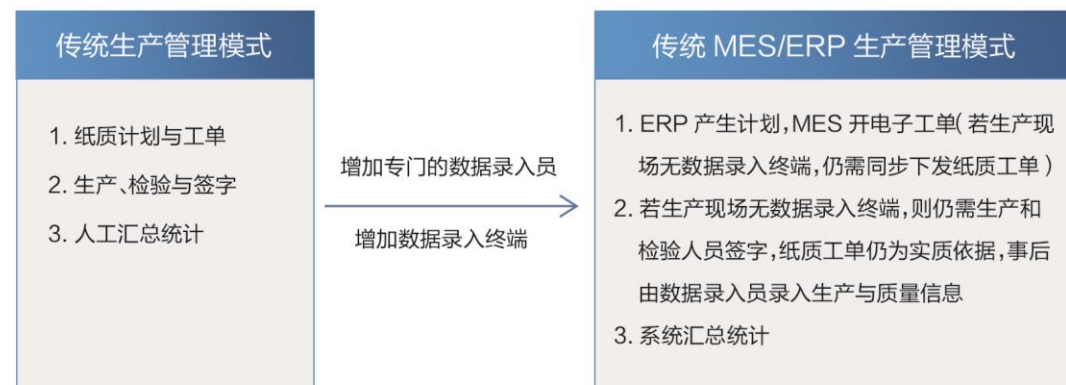 传统生产管理模式
1. 纸质计划与工单
2. 生产、检验与签字
3. 人工汇总统计
增加专门的数据录入员
增加数据录入终端
传统 MES/ERP 生产管理模式
1. ERP 产生计划,MES 开电子工单(若生产现
场无数据录入终端,仍需同步下发纸质工单)
2. 若生产现场无数据录入终端,则仍需生产和
检验人员签字,纸质工单仍为实质依据,事后
由数据录入员录入生产与质量信息
3. 系统汇总统计